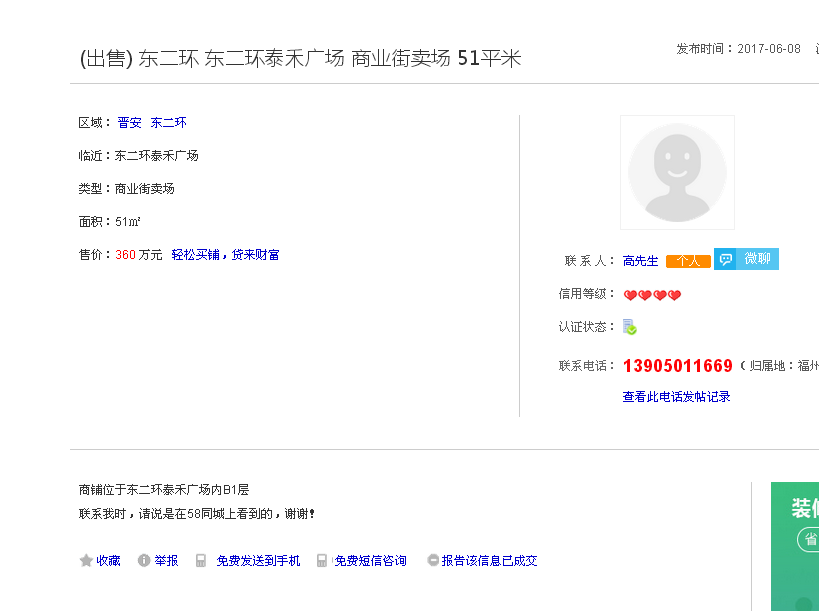 (出售) 东二环 东二环泰禾广场 商业街卖场 51平米
发布时间：2017-06-08
区域： 晋安 东二环
临近：东二环泰禾广场
类型：商业街卖场
面积：51㎡
售价：360 万元 轻松买铺，贷来财富
联 系 人： 高先生 个人 微聊
信用等级：
认证状态：
联系电话： 13905011669 ( 归属地：福州
查看此电话发帖记录
商铺位于东二环泰禾广场内B1层
联系我时，请说是在58同城上看到的，谢谢！
收藏 举报 免费发送到手机 免费短信咨询 报告该信息已成交
装修
省